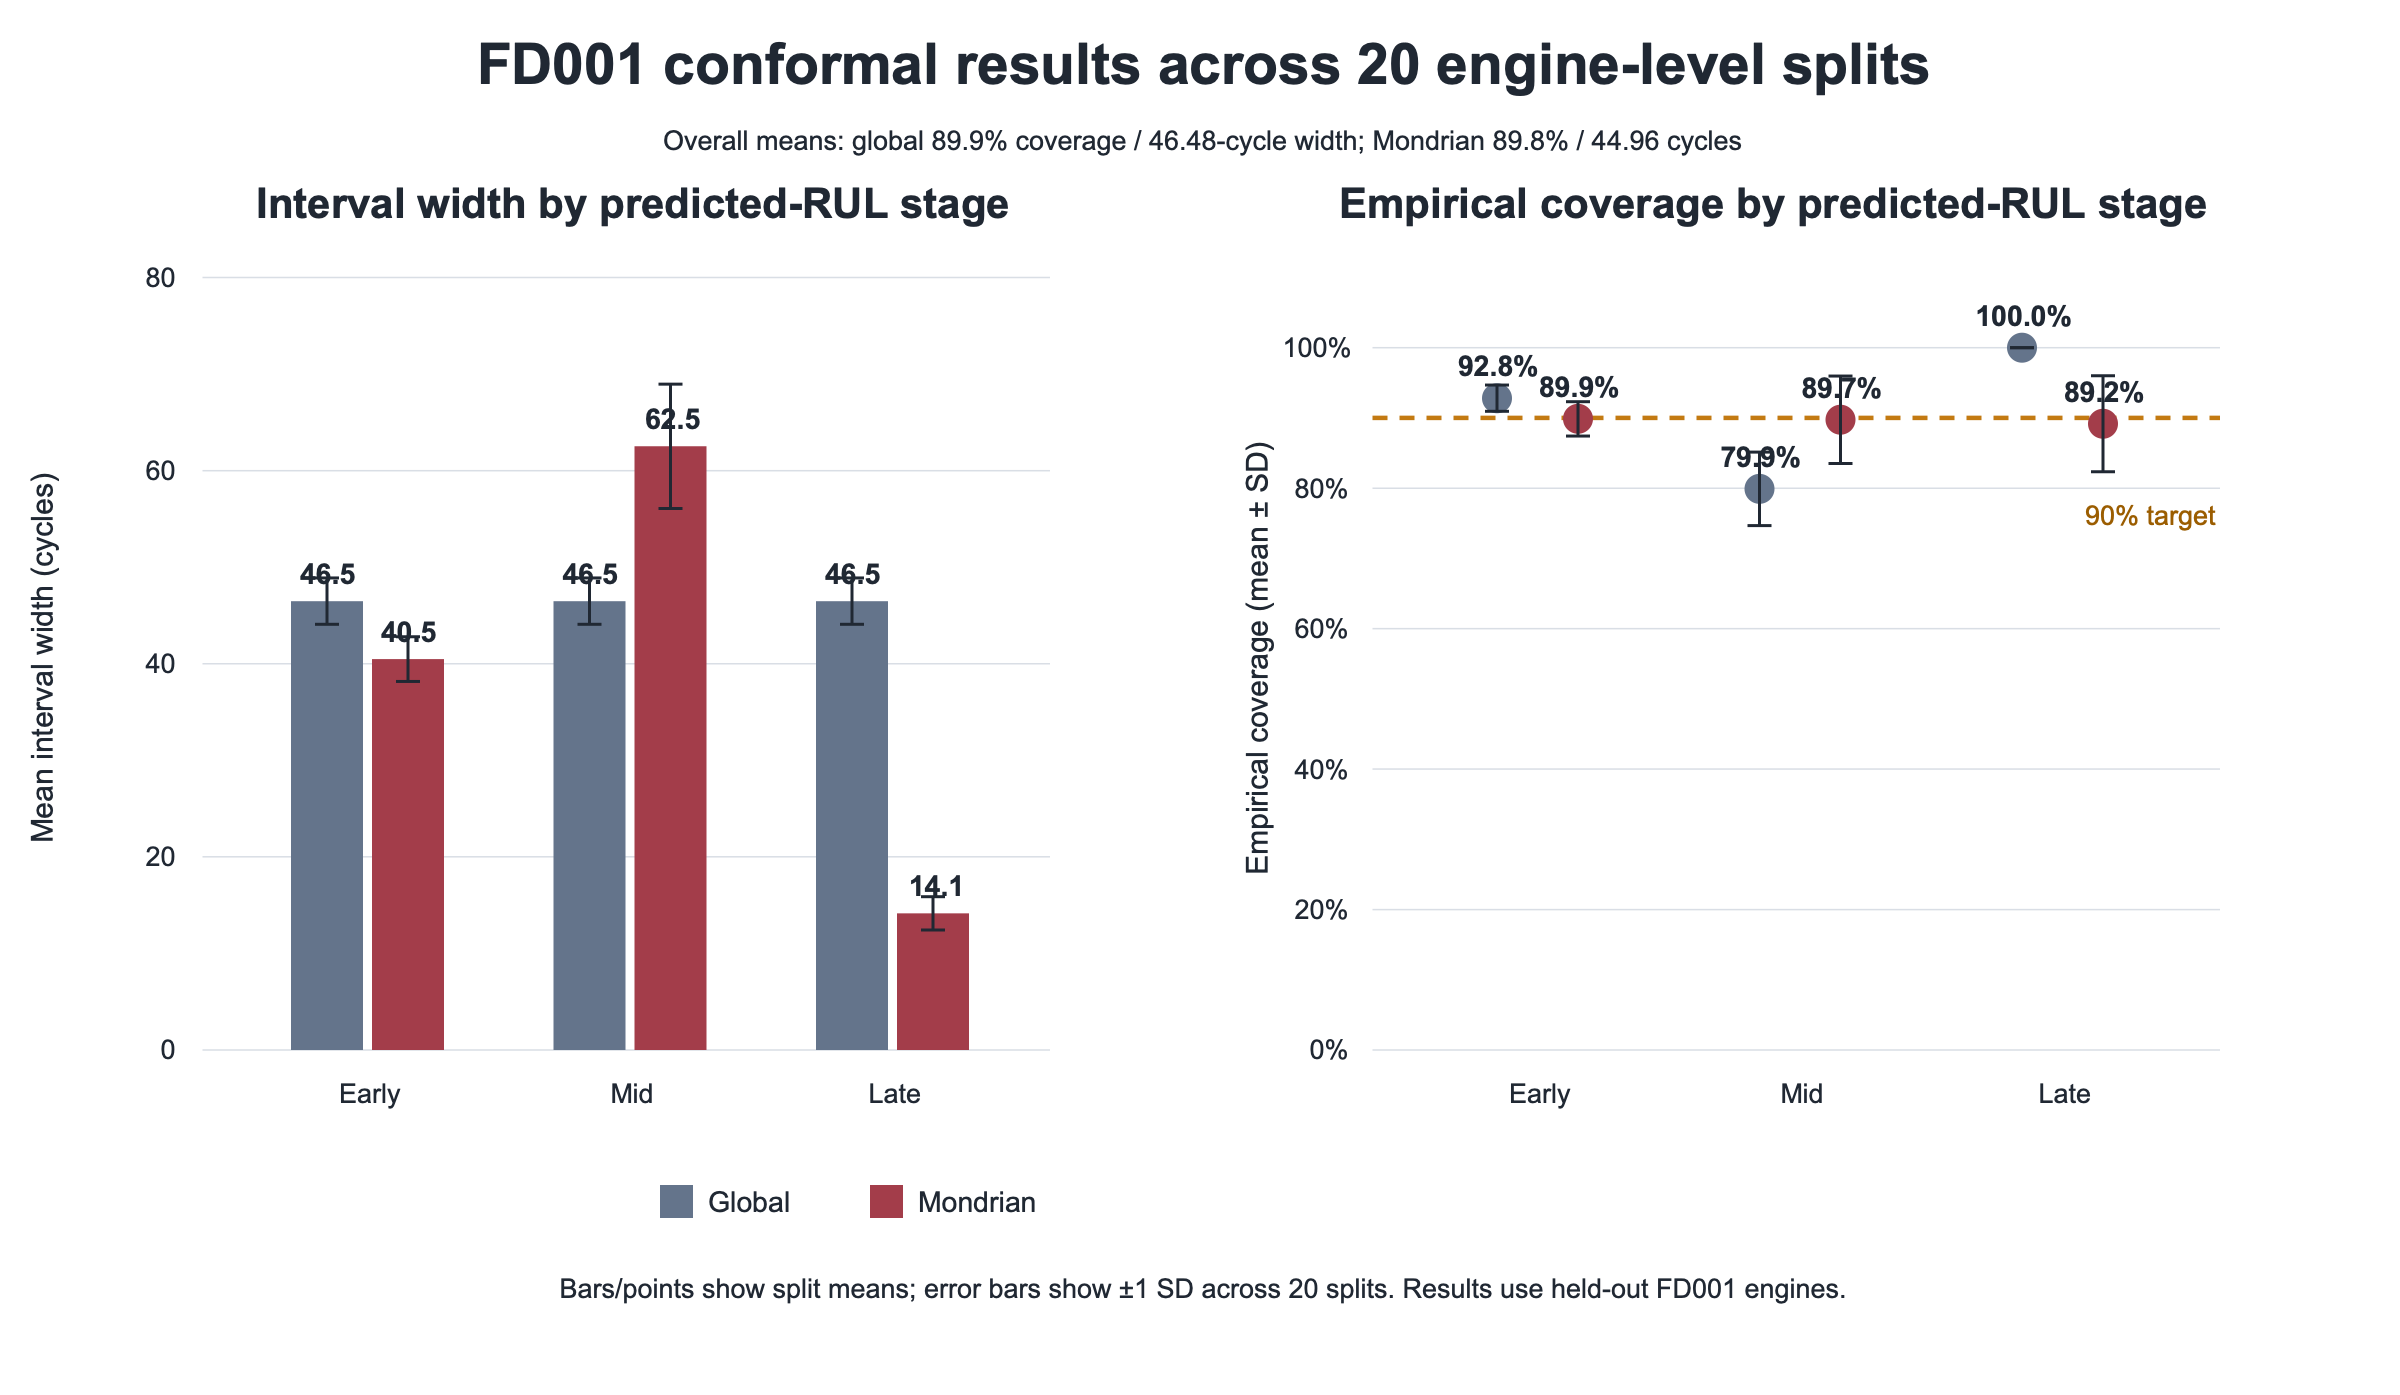 FD001 conformal results across 20 engine-level splits
Overall means: global 89.9% coverage / 46.48-cycle width; Mondrian 89.8% / 44.96 cycles
Interval width by predicted-RUL stage
Mean interval width (cycles)
80
60
40
20
0
46.5
40.5
46.5
62.5
46.5
14.1
Early
Mid
Late
Empirical coverage by predicted-RUL stage
Empirical coverage (mean ± SD)
100%
80%
60%
40%
20%
0%
92.8%
89.9%
79.9%
89.7%
100.0%
89.2%
90% target
Early
Mid
Late
Global
Mondrian
Bars/points show split means; error bars show ±1 SD across 20 splits. Results use held-out FD001 engines.